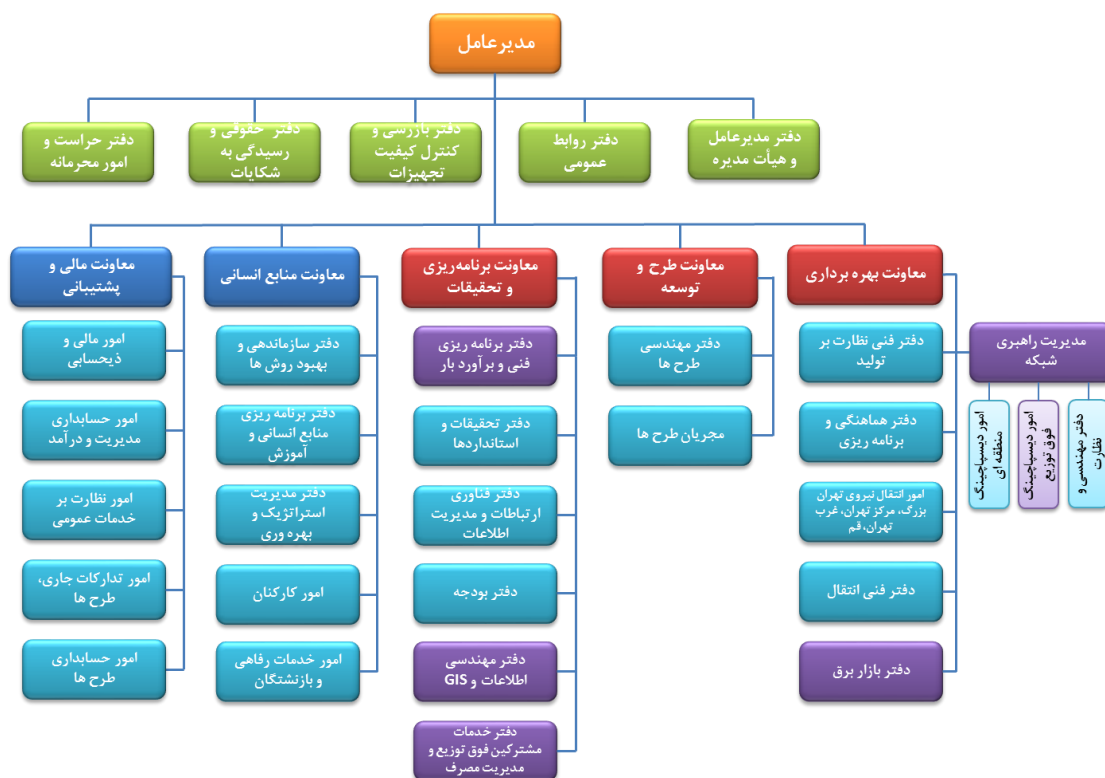 مدیرعامل
دفتر مدیرعامل
و هیأت مدیره
دفتر روابط
عمومی
دفتر بازرسی و
کنترل کیفیت
تجهیزات
دفتر حقوقی و
رسیدگی به
شکایات
دفتر حراست و
امور محرمانه
معاونت بهره برداری
معاونت طرح و
توسعه
معاونت برنامه‌ریزی
و تحقیقات
معاونت منابع انسانی
معاونت مالی و
پشتیبانی
مدیریت راهبری
شبکه
دفتر مهندسی و
نظارت
امور دیسپاچینگ
فوق توزیع
امور دیسپاچینگ
منطقه ای
دفتر فنی نظارت بر
تولید
دفتر هماهنگی و
برنامه ریزی
امور انتقال نیروی تهران
بزرگ، مرکز تهران، غرب
تهران، قم
دفتر فنی انتقال
دفتر بازار برق
دفتر مهندسی
طرح ها
مجریان طرح ها
دفتر برنامه ریزی
فنی و برآورد بار
دفتر تحقیقات و
استانداردها
دفتر فناوری
ارتباطات و مدیریت
اطلاعات
دفتر بودجه
دفتر مهندسی
اطلاعات و GIS
دفتر خدمات
مشترکین فوق توزیع و
مدیریت مصرف
دفتر سازماندهی و
بهبود روش ها
دفتر برنامه ریزی
منابع انسانی و
آموزش
دفتر مدیریت
استراتژیک و
بهره وری
امور کارکنان
امور خدمات رفاهی
و بازنشتگان
امور مالی و
ذیحسابی
امور حسابداری
مدیریت و درآمد
امور نظارت بر
خدمات عمومی
امور تدارکات جاری،
طرح ها
امور حسابداری
طرح ها